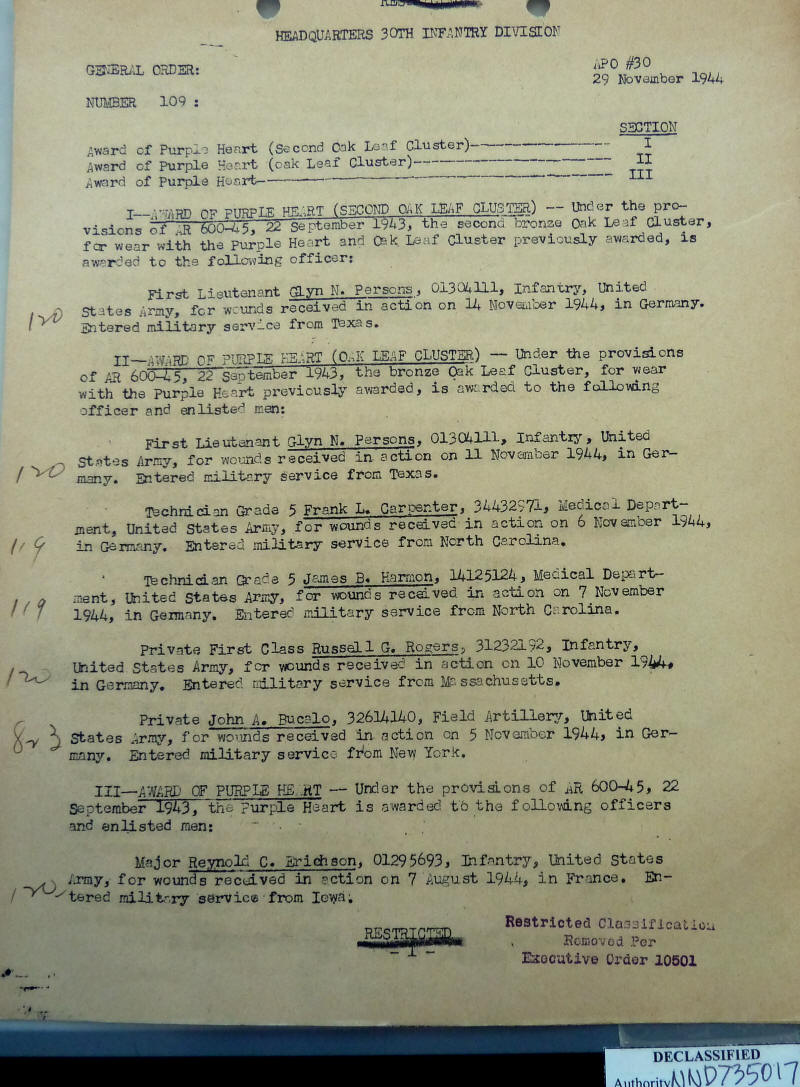 HEADQUARTERS 30TH INFANTRY DIVISION
APO #30
GENERAL ORDER:
29 November 1944
NUMBER 109 :
SECTION
Award of Purple Heart (Second Oak Leaf Cluster)---------------- I
Award of Purple Heart (oak Leaf Cluster)---------------------- II
Award of Purple Heart---------------------------------------- III
I—AWARD OF PURPLE HEART (SECOND OAK LEAF CLUSTER) -- Under the pro-
visions of AR 600-45, 22 September 1943, the second bronze Oak Leaf Cluster,
for wear with the Purple Heart and Oak Leaf Cluster previously awarded, is
awarded to the following officer:
First Lieutenant Glyn N. Persons, O1304111, Infantry, United
120 States Army, for wounds received in action on 14 November 1944, in Germany.
Entered military service from Texas.
II—AWARD OF PURPLE HEART (OAK LEAF CLUSTER) -- Under the provisions
of AR 600-45, 22 September 1943, the bronze Oak Leaf Cluster, for wear
with the Purple Heart previously awarded, is awarded to the following
officer and enlisted men:
First Lieutenant Glyn N. Persons, O1304111, Infantry, United
120 States Army, for wounds received in action on 11 November 1944, in Ger-
many. Entered military service from Texas.
Technician Grade 5 Frank L. Carpenter, 34432971, Medical Depart-
ment, United States Army, for wounds received in action on 6 November 1944,
119 in Germany. Entered military service from North Carolina.
Technician Grade 5 James B. Harmon, 14125124, Medical Depart-
ment, United States Army, for wounds received in action on 7 November
119 1944, in Germany. Entered military service from North Carolina.
Private First Class Russell G. Rogers, 31232192, Infantry,
120 United States Army, for wounds received in action on 10 November 1944,
in Germany. Entered military service from Massachusetts.
Private John A. Bucalo, 32614140, Field Artillery, United
823 States Army, for wounds received in action on 5 November 1944, in Ger-
many. Entered military service from New York.
III—AWARD OF PURPLE HEART -- Under the provisions of AR 600-45, 22
September 1943, the Purple Heart is awarded to the following officers
and enlisted men:
Major Reynold C. Erichson, O1295693, Infantry, United States
120 Army, for wounds received in action on 7 August 1944, in France. En-
tered military service from Iowa.
RESTRICTED
- 1 -
Restricted Classification
Removed Per
Executive Order 10501
DECLASSIFIED
Authority NND735017